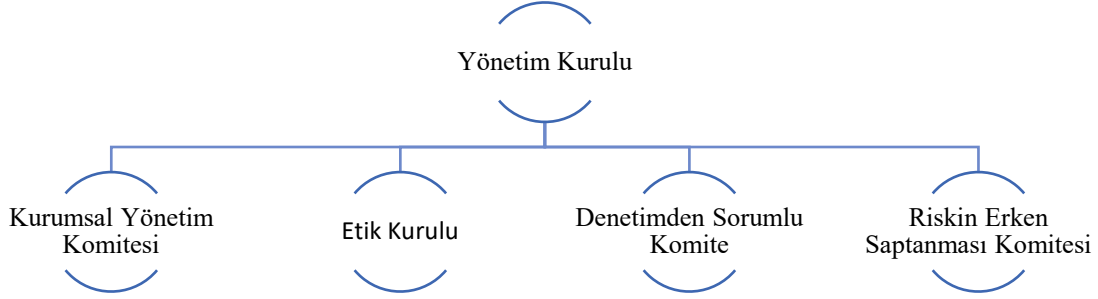 Yönetim Kurulu
Kurumsal Yönetim
Komitesi
Etik Kurulu
Denetimden Sorumlu
Komite
Riskin Erken
Saptanması Komitesi